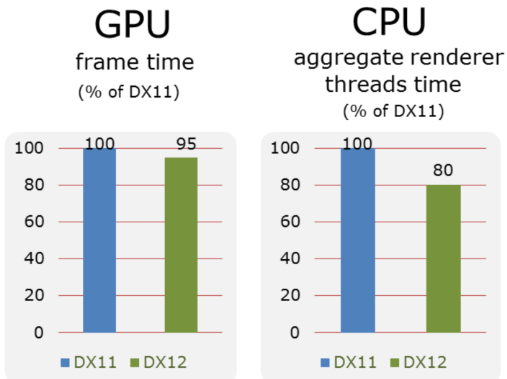 GPU
frame time
(% of DX11)
100
95
100
80
60
40
20
0
DX11 DX12
CPU
aggregate renderer
threads time
(% of DX11)
100
80
100
80
60
40
20
0
DX11 DX12